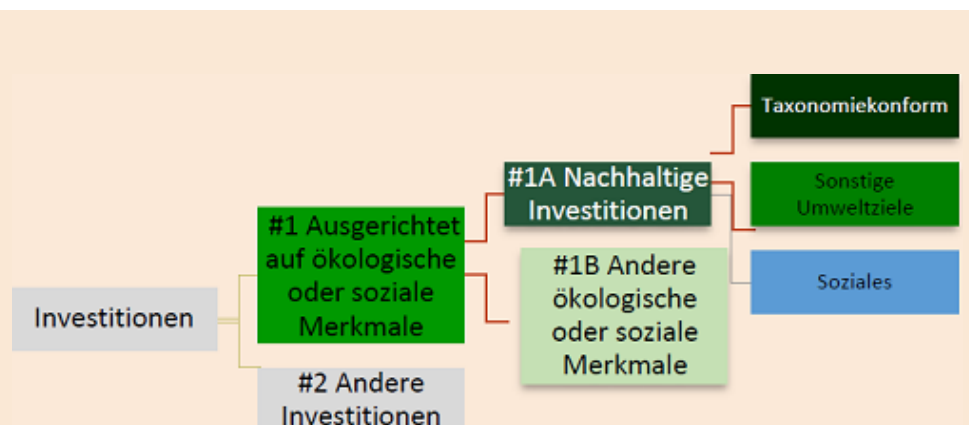 Taxonomiekonform
#1A Nachhaltige
Investitionen
Sonstige
Umweltziele
#1 Ausgerichtet
auf ökologische
oder soziale
Merkmale
#1B Andere
ökologische
oder soziale
Merkmale
Soziales
Investitionen
#2 Andere
Investitionen